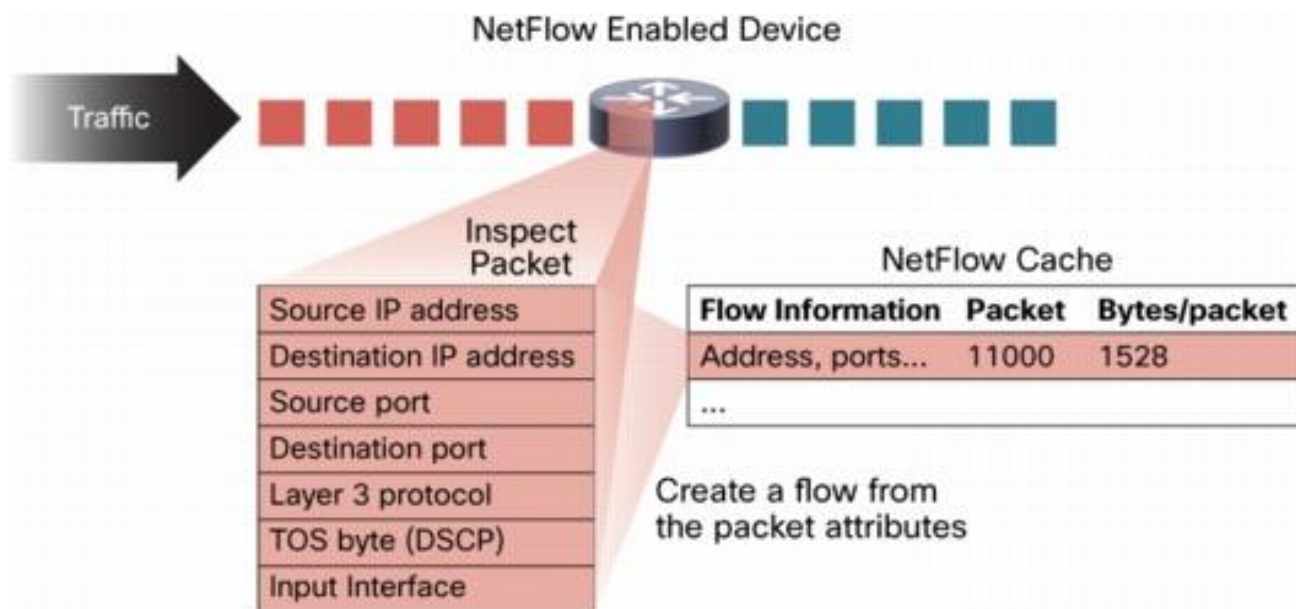 NetFlow Enabled Device
Traffic
Inspect
Packet
Source IP address
Destination IP address
Source port
Destination port
Layer 3 protocol
TOS byte (DSCP)
Input Interface
NetFlow Cache
Flow Information Packet Bytes/packet
Address, ports... 11000 1528
...
Create a flow from
the packet attributes